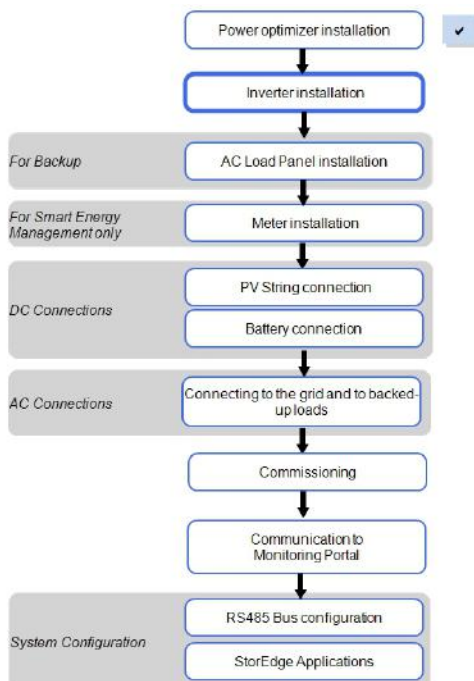 Power optimizer installation
✔
Inverter installation
For Backup
AC Load Panel installation
For Smart Energy
Management only
Meter installation
DC Connections
PV String connection
Battery connection
AC Connections
Connecting to the grid and to backed-
up loads
Commissioning
Communication to
Monitoring Portal
System Configuration
RS485 Bus configuration
StorEdge Applications